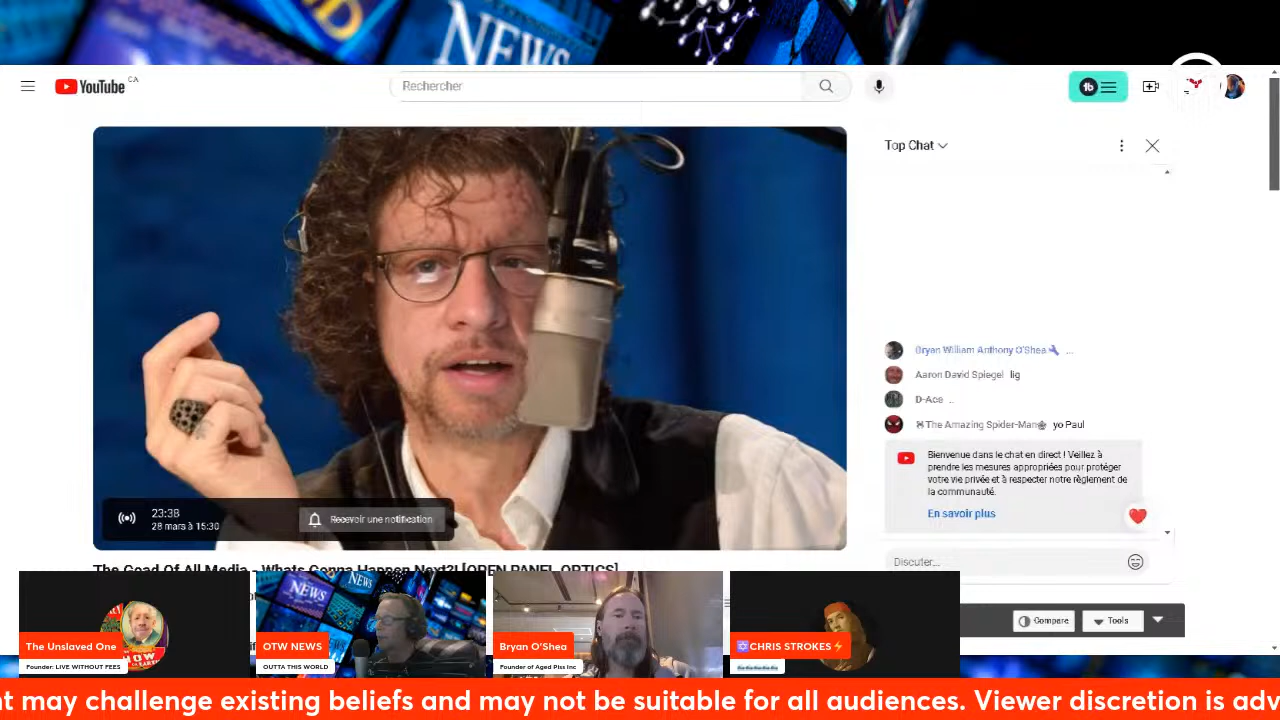 NEWS
YouTube CA
Rechercher
Top Chat
Bryan William Anthony O'Shea ...
Aaron David Spiegel lig
D-Ace ..
The Amazing Spider-Man yo Paul
Bienvenue dans le chat en direct ! Veillez à
prendre les mesures appropriées pour protéger
votre vie privée et à respecter notre règlement de
la communauté.
En savoir plus
Discuter...
23:38
28 mars à 15:30
Recevoir une notification
The Goad Of All Media - Whats Gonna Happen Next?! [OPEN PANEL OPTICS]
Compare
Tools
The Unslaved One
Founder: LIVE WITHOUT FEES
NEWS
NEWS
OTW NEWS
OUTTA THIS WORLD
Bryan O'Shea
Founder of Aged Piss Inc
CHRIS STROKES
nt may challenge existing beliefs and may not be suitable for all audiences. Viewer discretion is adv